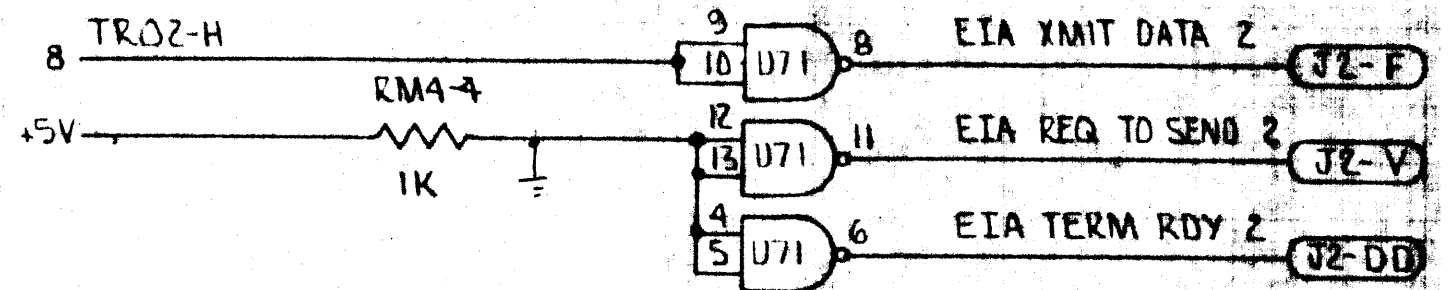 TRO2-H
8
9
10
U71
8
EIA XMIT DATA 2
J2-F
RM4-4
+5V
1K
12
13
U71
11
EIA REQ TO SEND 2
J2-V
4
5
U71
6
EIA TERM RDY 2
J2-DD